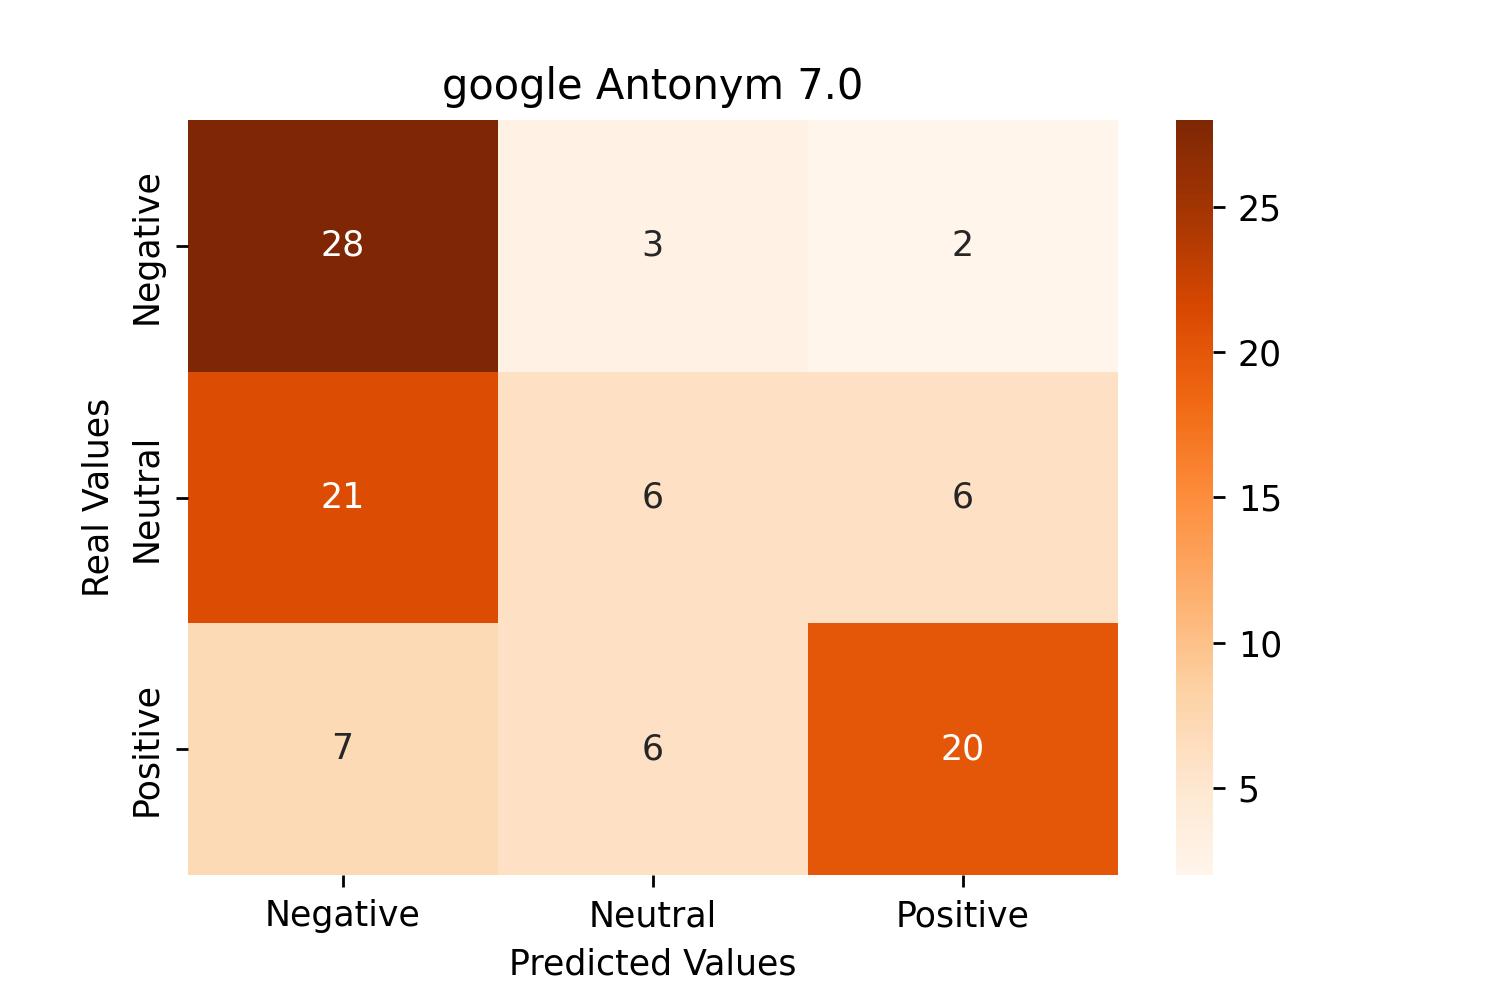 google Antonym 7.0
Real Values
Negative
28
3
2
Neutral
21
6
6
Positive
7
6
20
Negative
Neutral
Positive
Predicted Values
25
20
15
10
5